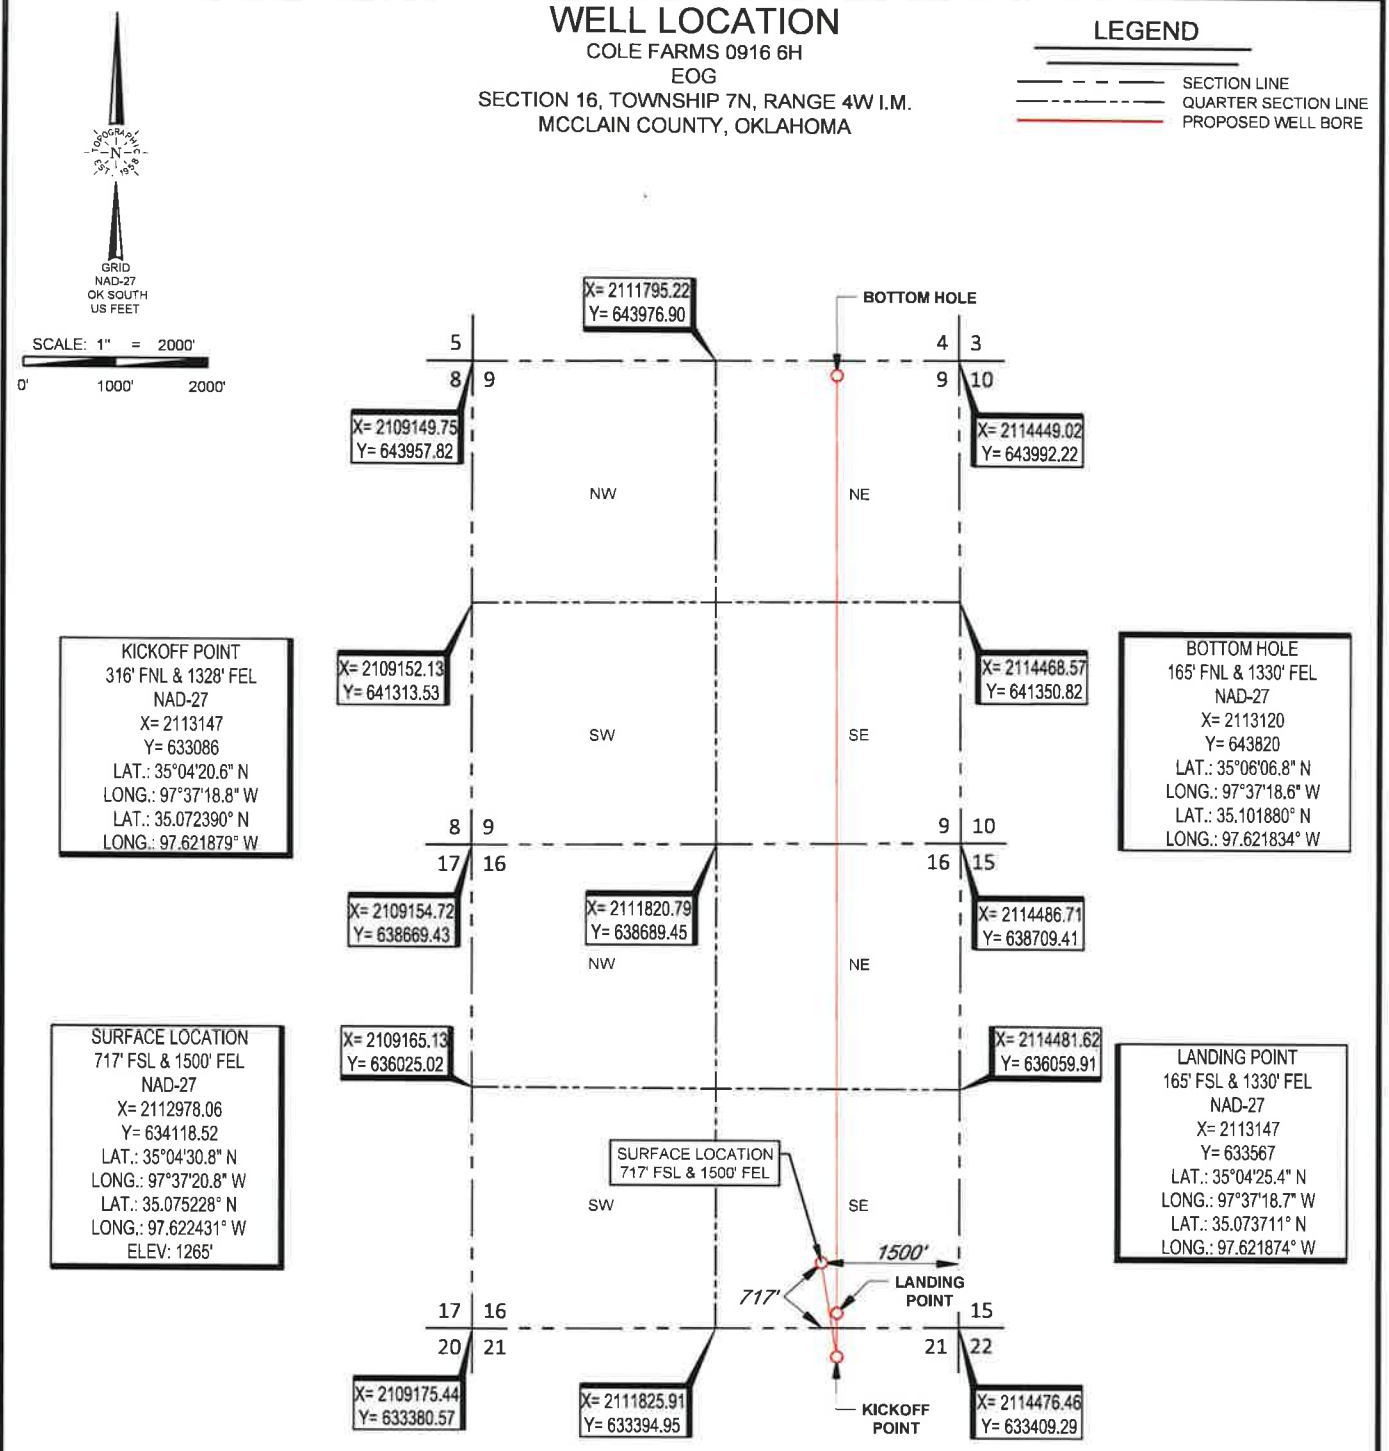 WELL LOCATION
COLE FARMS 0916 6H
EOG
SECTION 16, TOWNSHIP 7N, RANGE 4W I.M.
MCCLAIN COUNTY, OKLAHOMA
LEGEND
SECTION LINE
QUARTER SECTION LINE
PROPOSED WELL BORE
TOPOGRAPHIC
N
EST. 1958
GRID
NAD-27
OK SOUTH
US FEET
SCALE: 1" = 2000'
0' 1000' 2000'
X= 2111795.22
Y= 643976.90
BOTTOM HOLE
5
4 3
8 9
9 10
X= 2109149.75
Y= 643957.82
X= 2114449.02
Y= 643992.22
NW
NE
KICKOFF POINT
316' FNL & 1328' FEL
NAD-27
X= 2113147
Y= 633086
LAT.: 35°04'20.6" N
LONG.: 97°37'18.8" W
LAT.: 35.072390° N
LONG.: 97.621879° W
X= 2109152.13
Y= 641313.53
X= 2114468.57
Y= 641350.82
BOTTOM HOLE
165' FNL & 1330' FEL
NAD-27
X= 2113120
Y= 643820
LAT.: 35°06'06.8" N
LONG.: 97°37'18.6" W
LAT.: 35.101880° N
LONG.: 97.621834° W
SW
SE
8 9
9 10
17 16
16 15
X= 2109154.72
Y= 638669.43
X= 2111820.79
Y= 638689.45
X= 2114486.71
Y= 638709.41
NW
NE
SURFACE LOCATION
717' FSL & 1500' FEL
NAD-27
X= 2112978.06
Y= 634118.52
LAT.: 35°04'30.8" N
LONG.: 97°37'20.8" W
LAT.: 35.075228° N
LONG.: 97.622431° W
ELEV: 1265'
X= 2109165.13
Y= 636025.02
X= 2114481.62
Y= 636059.91
LANDING POINT
165' FSL & 1330' FEL
NAD-27
X= 2113147
Y= 633567
LAT.: 35°04'25.4" N
LONG.: 97°37'18.7" W
LAT.: 35.073711° N
LONG.: 97.621874° W
SURFACE LOCATION
717' FSL & 1500' FEL
SW
SE
1500'
717'
LANDING
POINT
17 16
15
20 21
21 22
X= 2109175.44
Y= 633380.57
X= 2111825.91
Y= 633394.95
KICKOFF
POINT
X= 2114476.46
Y= 633409.29